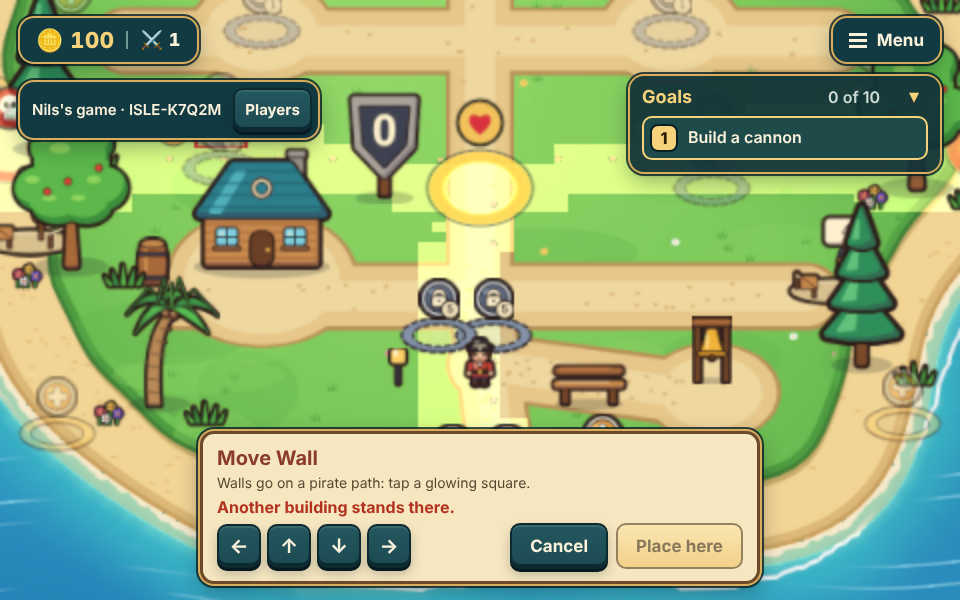 100
1
Menu
Nils's game · ISLE-K7Q2M
Players
Goals
0 of 10
1
Build a cannon
0
Move Wall
Walls go on a pirate path: tap a glowing square.
Another building stands there.
Cancel
Place here